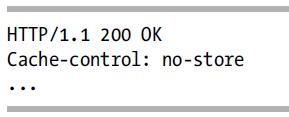 HTTP/1.1 200 OK
Cache-control: no-store
...